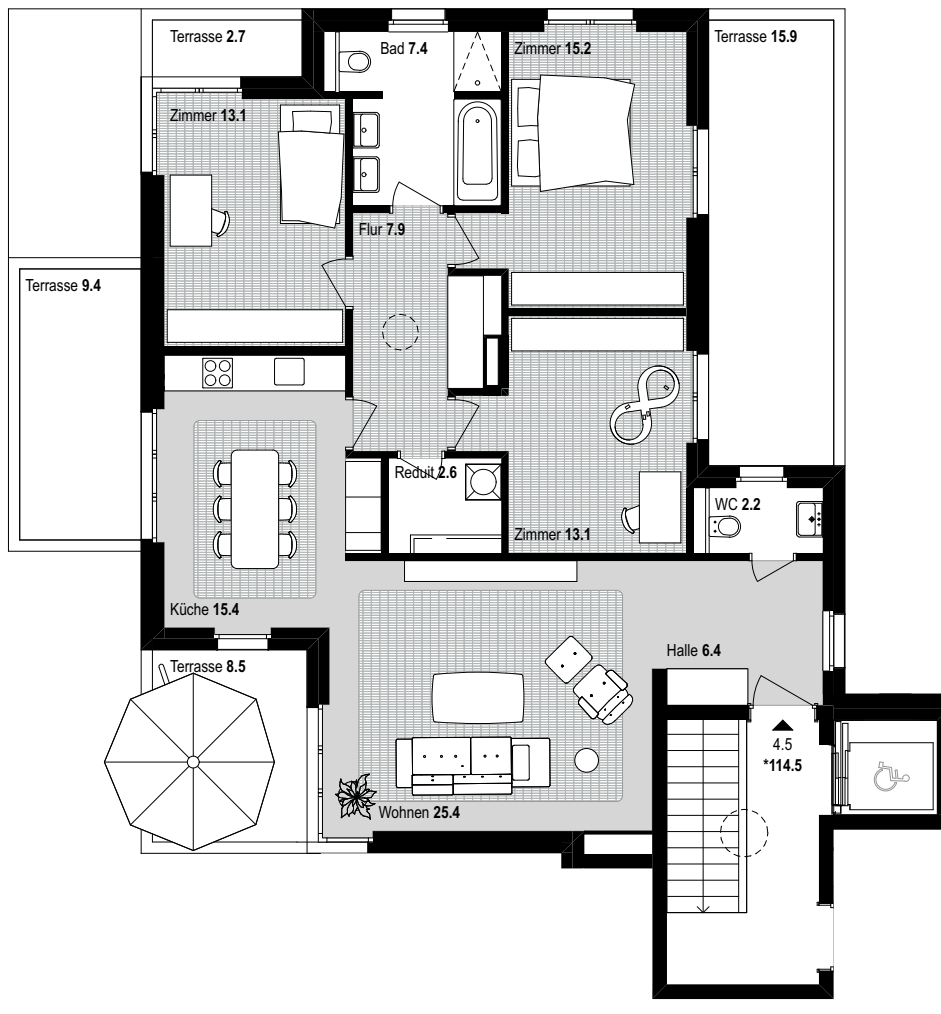 Terrasse 2.7
Bad 7.4
Zimmer 15.2
Terrasse 15.9
Zimmer 13.1
Flur 7.9
Terrasse 9.4
Reduit 2.6
WC 2.2
Zimmer 13.1
Küche 15.4
Halle 6.4
Terrasse 8.5
4.5
*114.5
Wohnen 25.4